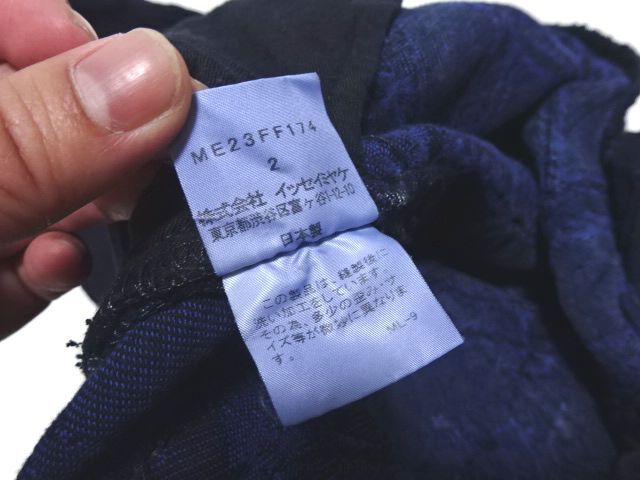 ME23FF174
2
株式会社 イッセイミヤケ
東京都渋谷区富ヶ谷1-12-10
日本製
この製品は、縫製後に
洗い加工をしています。
その為、多少の歪み・サ
イズ等が微妙に異なりま
す。
ML-9